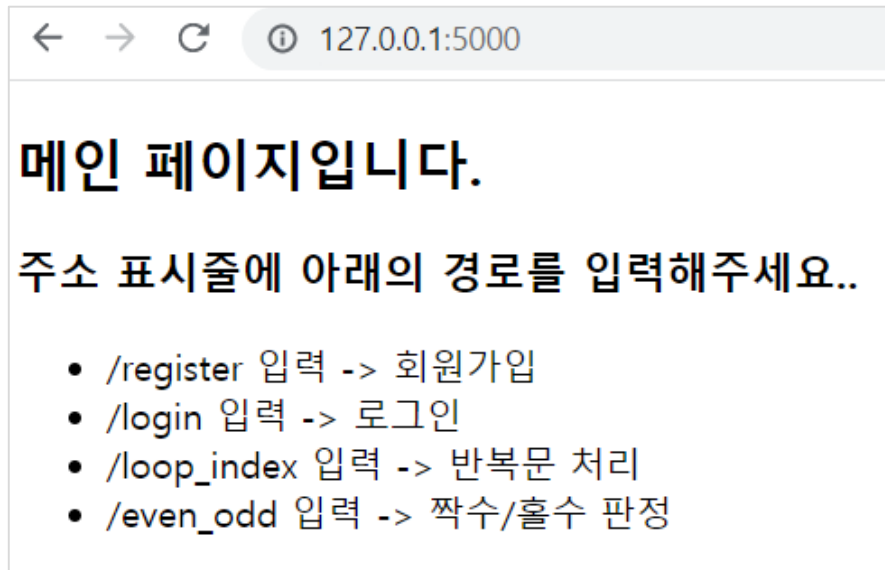 127.0.0.1:5000
메인 페이지입니다.
주소 표시줄에 아래의 경로를 입력해주세요..
/register 입력 -> 회원가입
/login 입력 -> 로그인
/loop_index 입력 -> 반복문 처리
/even_odd 입력 -> 짝수/홀수 판정